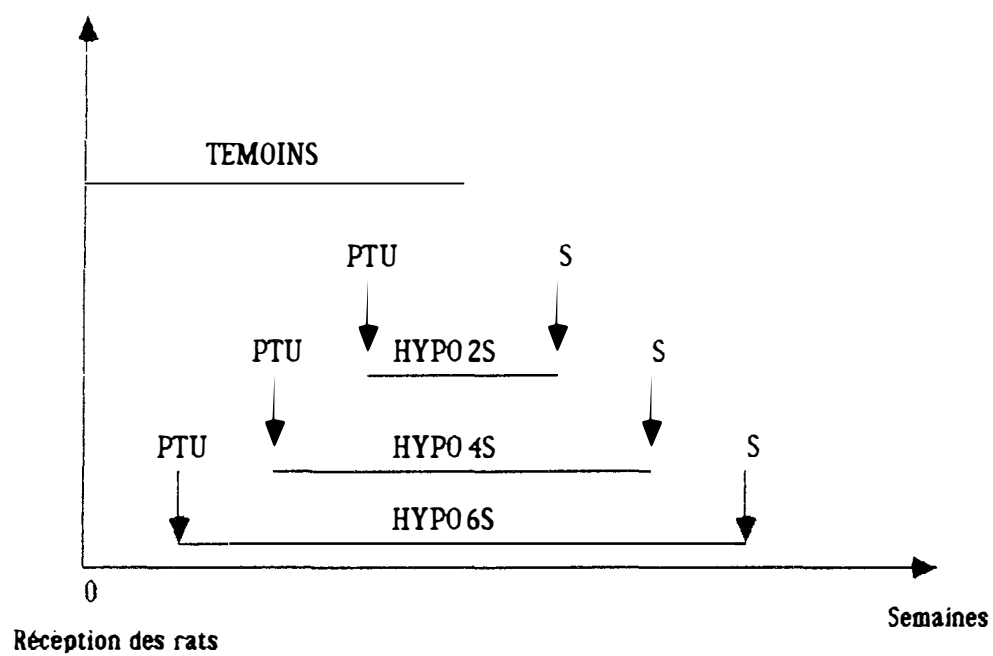 TEMOINS
PTU S
PTU HYPO 2S S
PTU HYPO 4S S
HYPO 6S
0
Semaines
Réception des rats